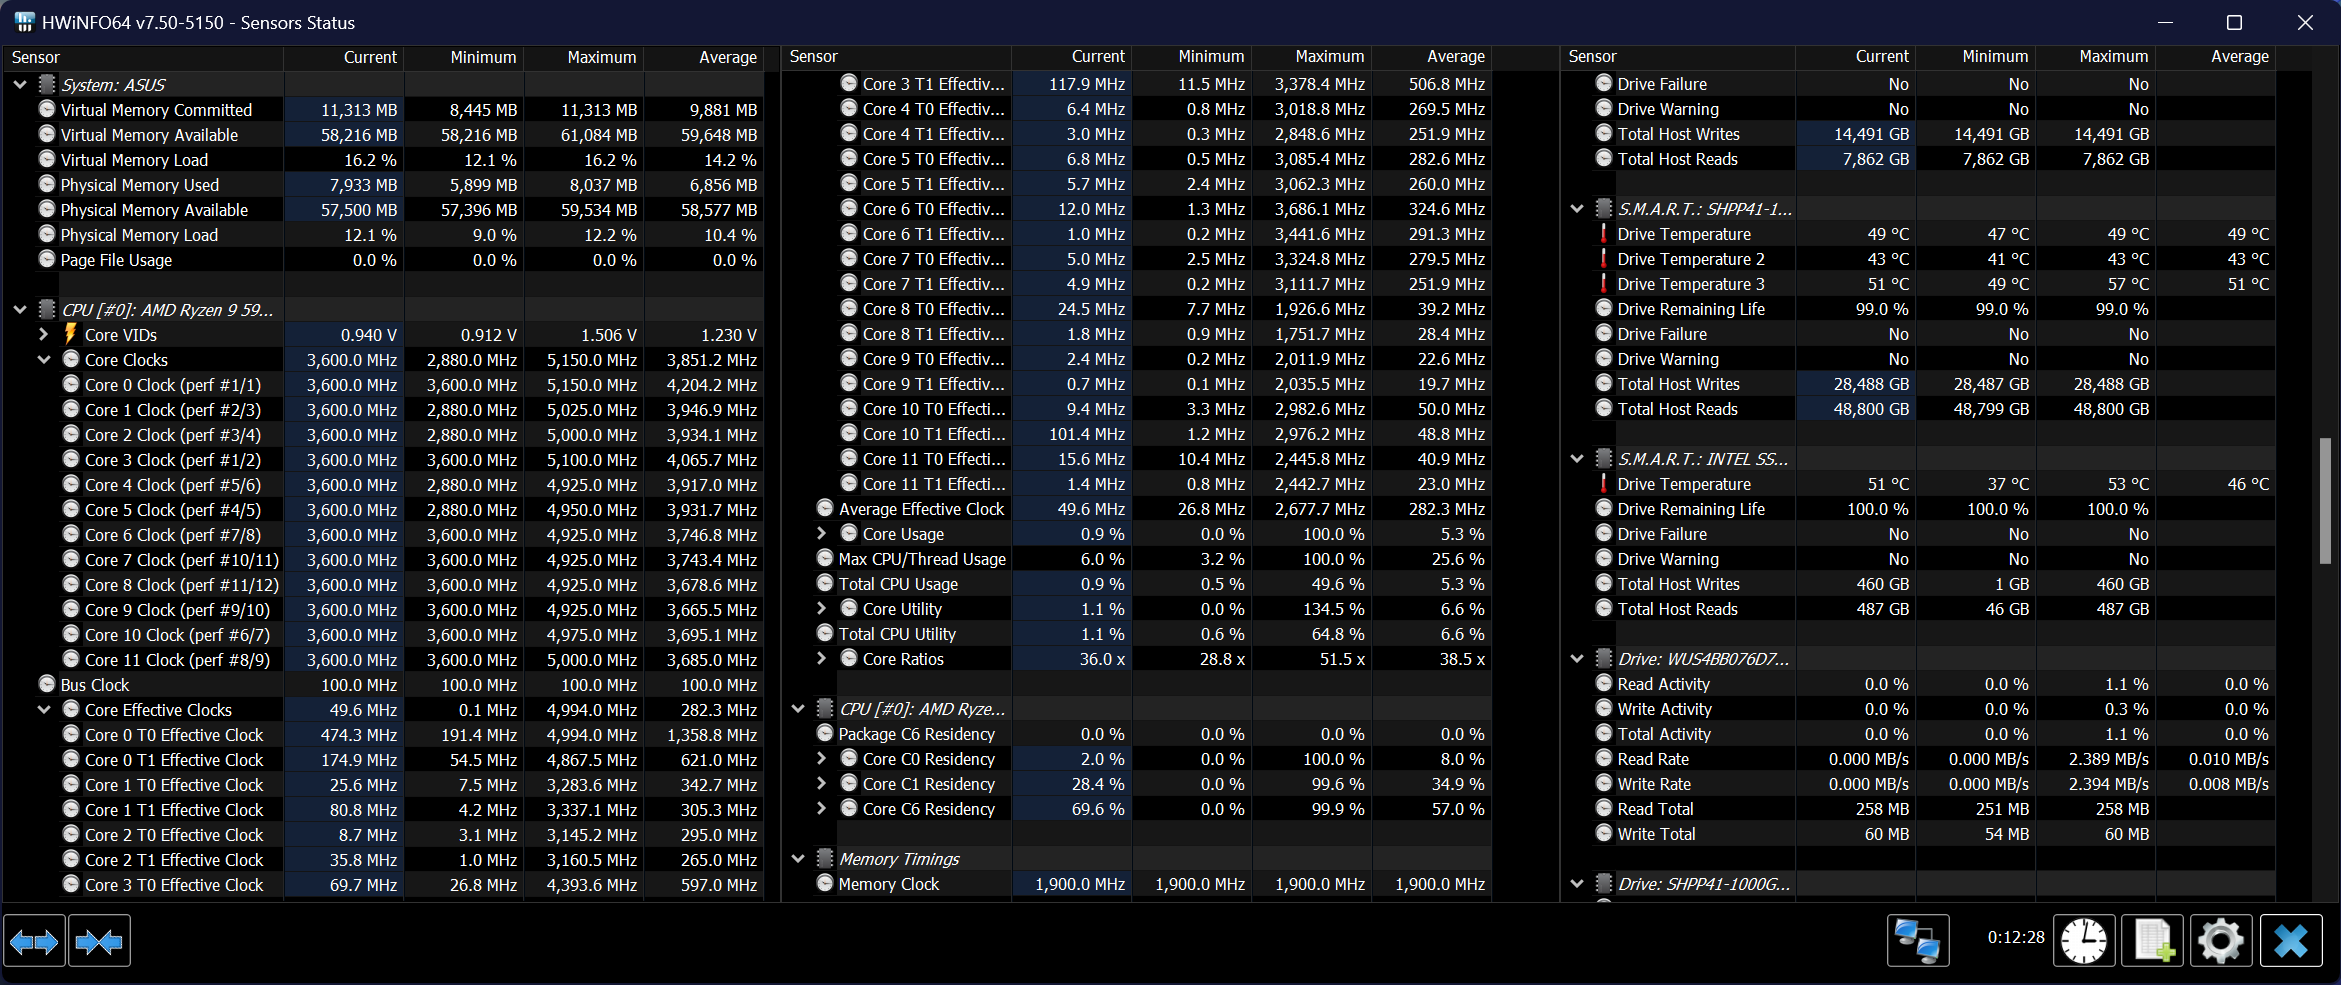 HWiNFO64 v7.50-5150 - Sensors Status
Sensor Current Minimum Maximum Average
System: ASUS
Virtual Memory Committed 11,313 MB 8,445 MB 11,313 MB 9,881 MB
Virtual Memory Available 58,216 MB 58,216 MB 61,084 MB 59,648 MB
Virtual Memory Load 16.2 % 12.1 % 16.2 % 14.2 %
Physical Memory Used 7,933 MB 5,899 MB 8,037 MB 6,856 MB
Physical Memory Available 57,500 MB 57,396 MB 59,534 MB 58,577 MB
Physical Memory Load 12.1 % 9.0 % 12.2 % 10.4 %
Page File Usage 0.0 % 0.0 % 0.0 % 0.0 %
CPU [#0]: AMD Ryzen 9 59...
Core VIDs 0.940 V 0.912 V 1.506 V 1.230 V
Core Clocks 3,600.0 MHz 2,880.0 MHz 5,150.0 MHz 3,851.2 MHz
Core 0 Clock (perf #1/1) 3,600.0 MHz 3,600.0 MHz 5,150.0 MHz 4,204.2 MHz
Core 1 Clock (perf #2/3) 3,600.0 MHz 2,880.0 MHz 5,025.0 MHz 3,946.9 MHz
Core 2 Clock (perf #3/4) 3,600.0 MHz 2,880.0 MHz 5,000.0 MHz 3,934.1 MHz
Core 3 Clock (perf #1/2) 3,600.0 MHz 3,600.0 MHz 5,100.0 MHz 4,065.7 MHz
Core 4 Clock (perf #5/6) 3,600.0 MHz 2,880.0 MHz 4,925.0 MHz 3,917.0 MHz
Core 5 Clock (perf #4/5) 3,600.0 MHz 2,880.0 MHz 4,950.0 MHz 3,931.7 MHz
Core 6 Clock (perf #7/8) 3,600.0 MHz 3,600.0 MHz 4,925.0 MHz 3,746.8 MHz
Core 7 Clock (perf #10/11) 3,600.0 MHz 3,600.0 MHz 4,925.0 MHz 3,743.4 MHz
Core 8 Clock (perf #11/12) 3,600.0 MHz 3,600.0 MHz 4,925.0 MHz 3,678.6 MHz
Core 9 Clock (perf #9/10) 3,600.0 MHz 3,600.0 MHz 4,925.0 MHz 3,665.5 MHz
Core 10 Clock (perf #6/7) 3,600.0 MHz 3,600.0 MHz 4,975.0 MHz 3,695.1 MHz
Core 11 Clock (perf #8/9) 3,600.0 MHz 3,600.0 MHz 5,000.0 MHz 3,685.0 MHz
Bus Clock 100.0 MHz 100.0 MHz 100.0 MHz 100.0 MHz
Core Effective Clocks 49.6 MHz 0.1 MHz 4,994.0 MHz 282.3 MHz
Core 0 T0 Effective Clock 474.3 MHz 191.4 MHz 4,994.0 MHz 1,358.8 MHz
Core 0 T1 Effective Clock 174.9 MHz 54.5 MHz 4,867.5 MHz 621.0 MHz
Core 1 T0 Effective Clock 25.6 MHz 7.5 MHz 3,283.6 MHz 342.7 MHz
Core 1 T1 Effective Clock 80.8 MHz 4.2 MHz 3,337.1 MHz 305.3 MHz
Core 2 T0 Effective Clock 8.7 MHz 3.1 MHz 3,145.2 MHz 295.0 MHz
Core 2 T1 Effective Clock 35.8 MHz 1.0 MHz 3,160.5 MHz 265.0 MHz
Core 3 T0 Effective Clock 69.7 MHz 26.8 MHz 4,393.6 MHz 597.0 MHz
Sensor Current Minimum Maximum Average
Core 3 T1 Effectiv... 117.9 MHz 11.5 MHz 3,378.4 MHz 506.8 MHz
Core 4 T0 Effectiv... 6.4 MHz 0.8 MHz 3,018.8 MHz 269.5 MHz
Core 4 T1 Effectiv... 3.0 MHz 0.3 MHz 2,848.6 MHz 251.9 MHz
Core 5 T0 Effectiv... 6.8 MHz 0.5 MHz 3,085.4 MHz 282.6 MHz
Core 5 T1 Effectiv... 5.7 MHz 2.4 MHz 3,062.3 MHz 260.0 MHz
Core 6 T0 Effectiv... 12.0 MHz 1.3 MHz 3,686.1 MHz 324.6 MHz
Core 6 T1 Effectiv... 1.0 MHz 0.2 MHz 3,441.6 MHz 291.3 MHz
Core 7 T0 Effectiv... 5.0 MHz 2.5 MHz 3,324.8 MHz 279.5 MHz
Core 7 T1 Effectiv... 4.9 MHz 0.2 MHz 3,111.7 MHz 251.9 MHz
Core 8 T0 Effectiv... 24.5 MHz 7.7 MHz 1,926.6 MHz 39.2 MHz
Core 8 T1 Effectiv... 1.8 MHz 0.9 MHz 1,751.7 MHz 28.4 MHz
Core 9 T0 Effectiv... 2.4 MHz 0.2 MHz 2,011.9 MHz 22.6 MHz
Core 9 T1 Effectiv... 0.7 MHz 0.1 MHz 2,035.5 MHz 19.7 MHz
Core 10 T0 Effecti... 9.4 MHz 3.3 MHz 2,982.6 MHz 50.0 MHz
Core 10 T1 Effecti... 101.4 MHz 1.2 MHz 2,976.2 MHz 48.8 MHz
Core 11 T0 Effecti... 15.6 MHz 10.4 MHz 2,445.8 MHz 40.9 MHz
Core 11 T1 Effecti... 1.4 MHz 0.8 MHz 2,442.7 MHz 23.0 MHz
Average Effective Clock 49.6 MHz 26.8 MHz 2,677.7 MHz 282.3 MHz
Core Usage 0.9 % 0.0 % 100.0 % 5.3 %
Max CPU/Thread Usage 6.0 % 3.2 % 100.0 % 25.6 %
Total CPU Usage 0.9 % 0.5 % 49.6 % 5.3 %
Core Utility 1.1 % 0.0 % 134.5 % 6.6 %
Total CPU Utility 1.1 % 0.6 % 64.8 % 6.6 %
Core Ratios 36.0 x 28.8 x 51.5 x 38.5 x
CPU [#0]: AMD Ryze...
Package C6 Residency 0.0 % 0.0 % 0.0 % 0.0 %
Core C0 Residency 2.0 % 0.0 % 100.0 % 8.0 %
Core C1 Residency 28.4 % 0.0 % 99.6 % 34.9 %
Core C6 Residency 69.6 % 0.0 % 99.9 % 57.0 %
Memory Timings
Memory Clock 1,900.0 MHz 1,900.0 MHz 1,900.0 MHz 1,900.0 MHz
Sensor Current Minimum Maximum Average
Drive Failure No No No
Drive Warning No No No
Total Host Writes 14,491 GB 14,491 GB 14,491 GB
Total Host Reads 7,862 GB 7,862 GB 7,862 GB
S.M.A.R.T.: SHPP41-1...
Drive Temperature 49 °C 47 °C 49 °C 49 °C
Drive Temperature 2 43 °C 41 °C 43 °C 43 °C
Drive Temperature 3 51 °C 49 °C 57 °C 51 °C
Drive Remaining Life 99.0 % 99.0 % 99.0 %
Drive Failure No No No
Drive Warning No No No
Total Host Writes 28,488 GB 28,487 GB 28,488 GB
Total Host Reads 48,800 GB 48,799 GB 48,800 GB
S.M.A.R.T.: INTEL SS...
Drive Temperature 51 °C 37 °C 53 °C 46 °C
Drive Remaining Life 100.0 % 100.0 % 100.0 %
Drive Failure No No No
Drive Warning No No No
Total Host Writes 460 GB 1 GB 460 GB
Total Host Reads 487 GB 46 GB 487 GB
Drive: WUS4BB076D7...
Read Activity 0.0 % 0.0 % 1.1 % 0.0 %
Write Activity 0.0 % 0.0 % 0.3 % 0.0 %
Total Activity 0.0 % 0.0 % 1.1 % 0.0 %
Read Rate 0.000 MB/s 0.000 MB/s 2.389 MB/s 0.010 MB/s
Write Rate 0.000 MB/s 0.000 MB/s 2.394 MB/s 0.008 MB/s
Read Total 258 MB 251 MB 258 MB
Write Total 60 MB 54 MB 60 MB
Drive: SHPP41-1000G...
0:12:28